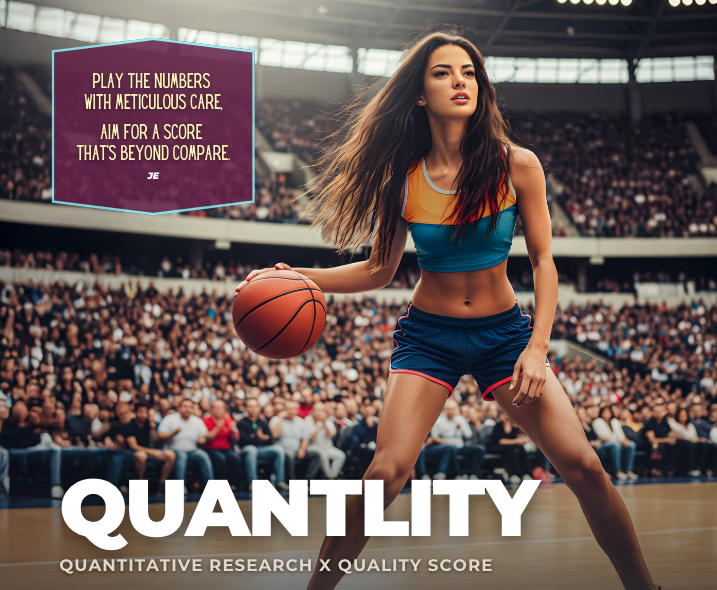 PLAY THE NUMBERS
WITH METICULOUS CARE,
AIM FOR A SCORE
THAT'S BEYOND COMPARE.
JE
QUANTLITY
QUANTITATIVE RESEARCH X QUALITY SCORE